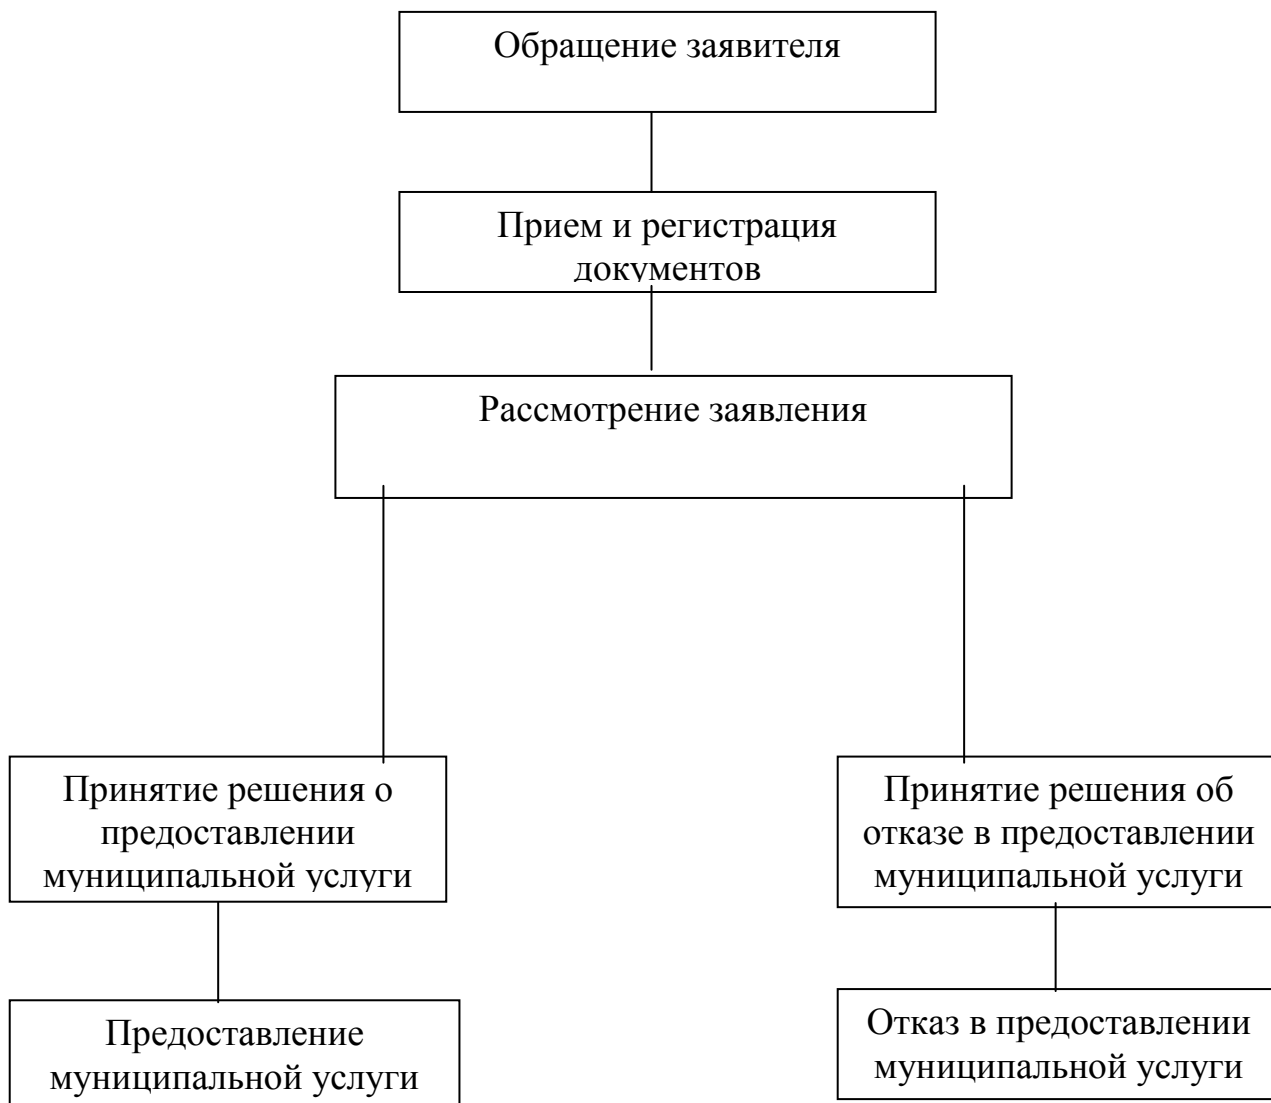 Обращение заявителя
Прием и регистрация
документов
Рассмотрение заявления
Принятие решения о
предоставлении
муниципальной услуги
Принятие решения об
отказе в предоставлении
муниципальной услуги
Предоставление
муниципальной услуги
Отказ в предоставлении
муниципальной услуги